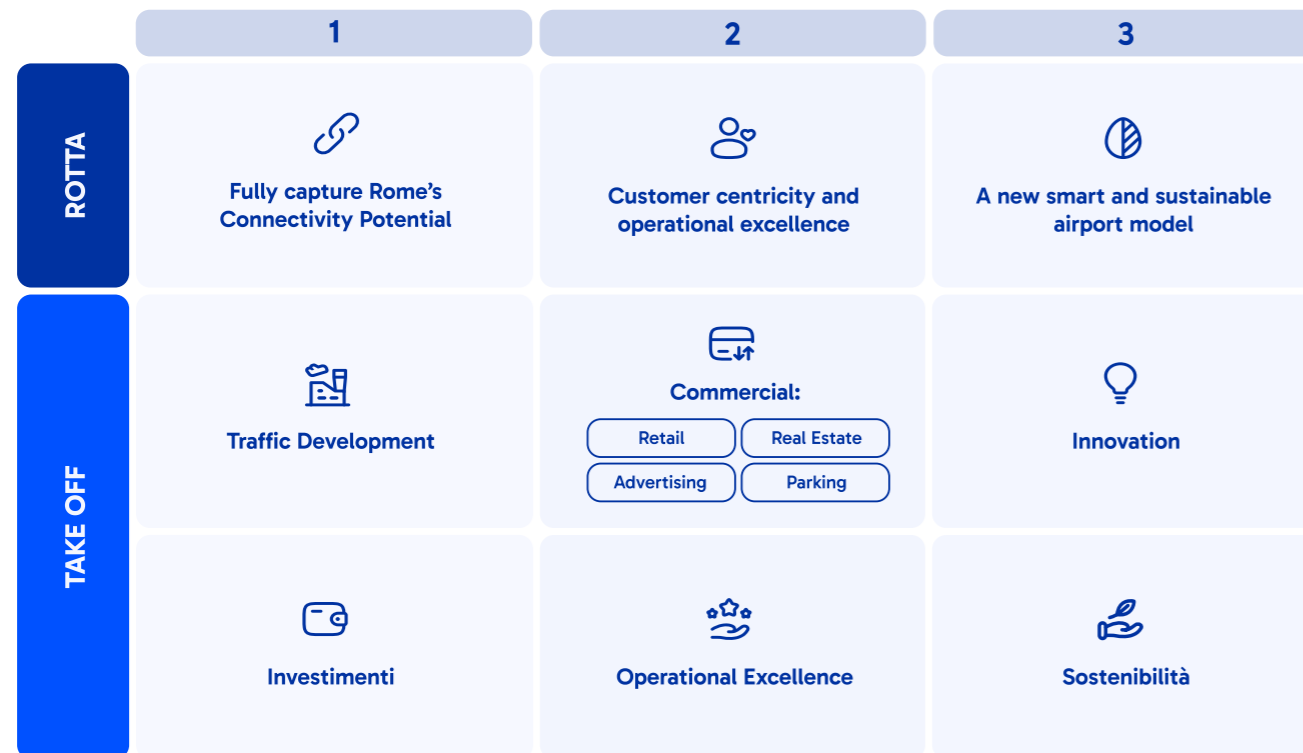 1
2
3
ROTTA
Fully capture Rome’s
Connectivity Potential
Customer centricity and
operational excellence
A new smart and sustainable
airport model
TAKE OFF
Traffic Development
Commercial:
Retail
Real Estate
Advertising
Parking
Innovation
Investimenti
Operational Excellence
Sostenibilità